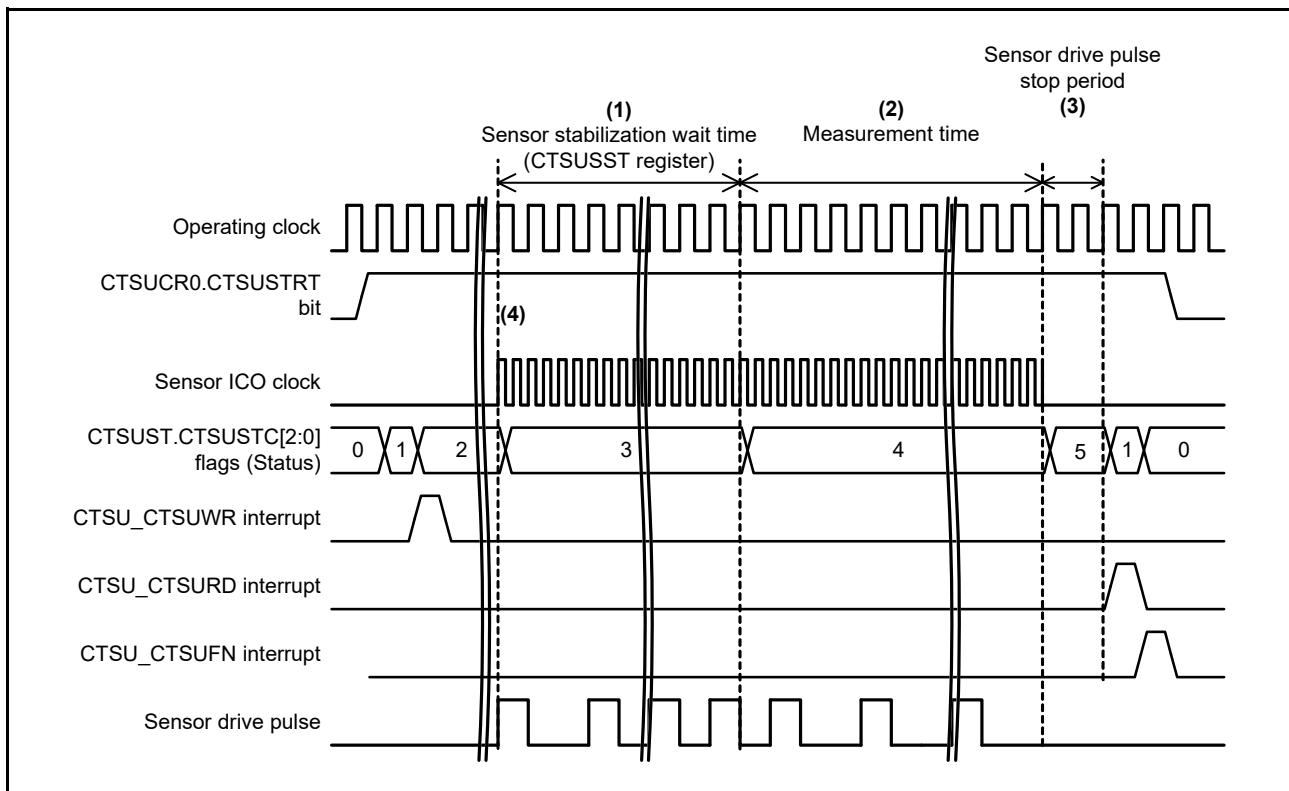 Sensor drive pulse
stop period
(3)
(1)
Sensor stabilization wait time
(CTSUSST register)
(2)
Measurement time
Operating clock
CTSUCR0.CTSUSTRT
bit
(4)
Sensor ICO clock
CTSUST.CTSUSTC[2:0]
flags (Status)
0 1 2 3 4 5 1 0
CTSU_CTSUWR interrupt
CTSU_CTSURD interrupt
CTSU_CTSUFN interrupt
Sensor drive pulse